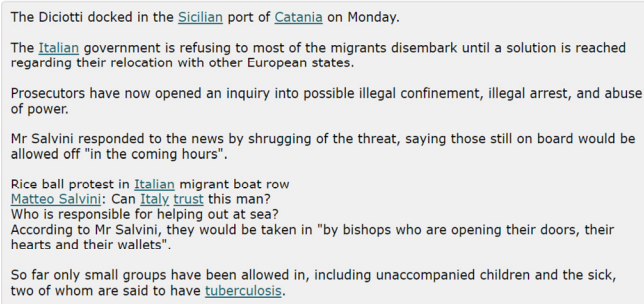 The Diciotti docked in the Sicilian port of Catania on Monday.
The Italian government is refusing to most of the migrants disembark until a solution is reached
regarding their relocation with other European states.
Prosecutors have now opened an inquiry into possible illegal confinement, illegal arrest, and abuse
of power.
Mr Salvini responded to the news by shrugging of the threat, saying those still on board would be
allowed off "in the coming hours".
Rice ball protest in Italian migrant boat row
Matteo Salvini: Can Italy trust this man?
Who is responsible for helping out at sea?
According to Mr Salvini, they would be taken in "by bishops who are opening their doors, their
hearts and their wallets".
So far only small groups have been allowed in, including unaccompanied children and the sick,
two of whom are said to have tuberculosis.